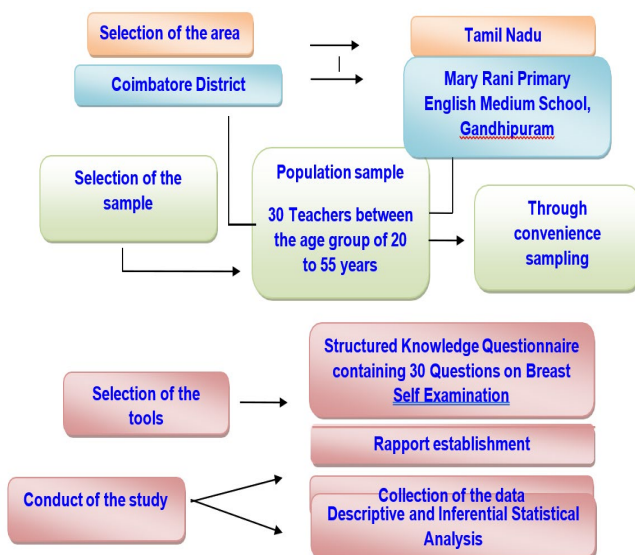 Selection of the area
Tamil Nadu
Coimbatore District
Mary Rani Primary
English Medium School,
Gandhipuram
Selection of the
sample
Population sample
30 Teachers between
the age group of 20
to 55 years
Through
convenience
sampling
Selection of the
tools
Structured Knowledge Questionnaire
containing 30 Questions on Breast
Self Examination
Rapport establishment
Conduct of the study
Collection of the data
Descriptive and Inferential Statistical
Analysis